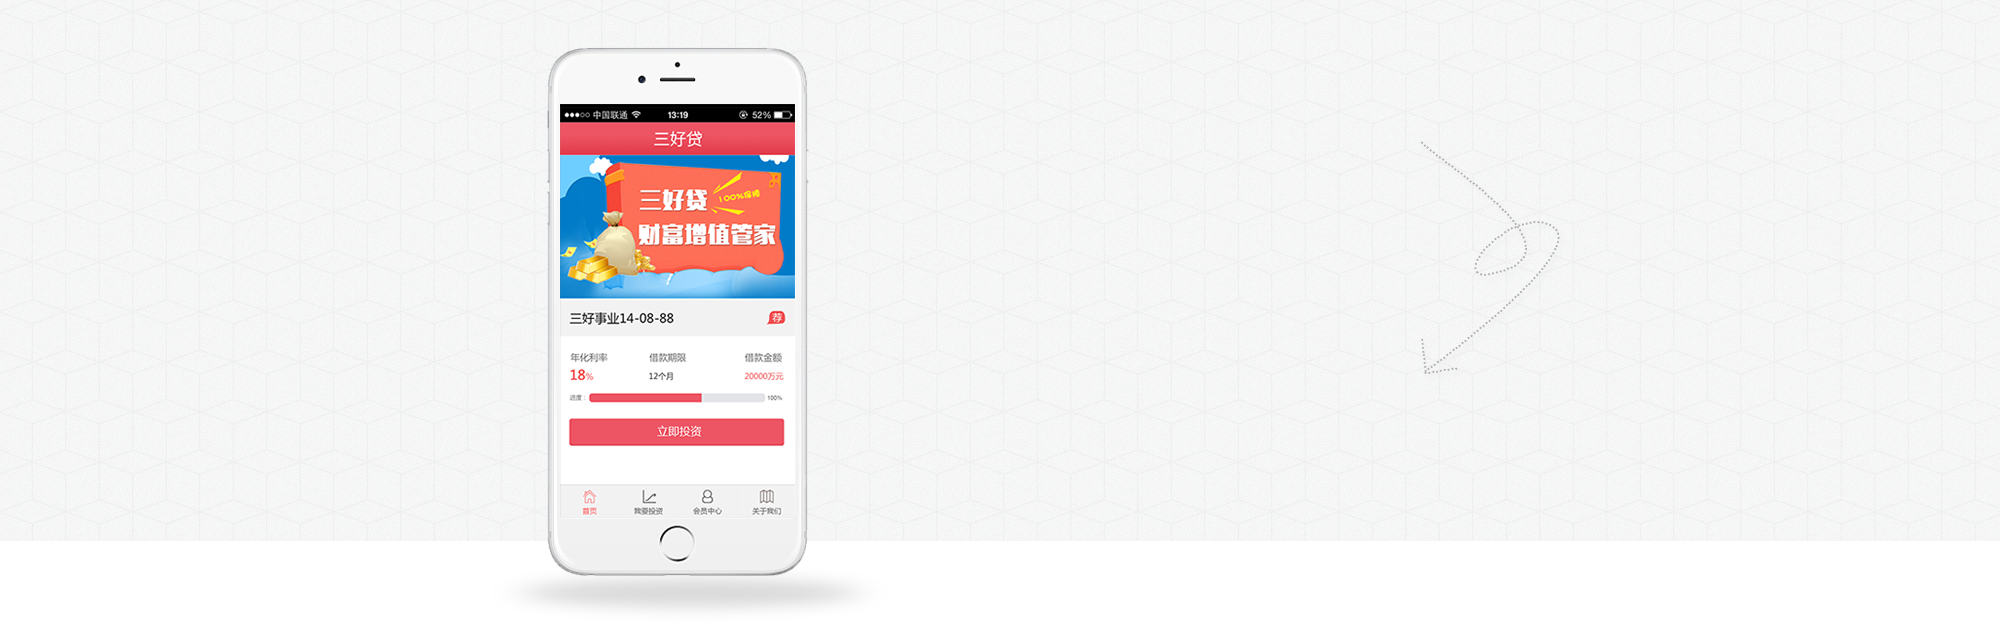 中国联通 13:19 52%
三好贷
三好贷 100%保障
财富增值管家
三好事业14-08-88 荐
年化利率 借款期限 借款金额
18% 12个月 20000万元
进度： 100%
立即投资
首页 我要投资 会员中心 关于我们